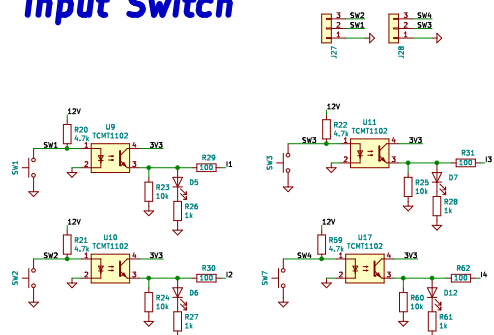 Input Switch
3 SW2
2 SW1
1
J27
3 SW4
2 SW3
1
J28
12V
R20
4.7k
U9
TCMT1102
SW1
1 4
3V3
2 3
SW1
R29
100
I1
R23
10k
D5
R26
1k
12V
R22
4.7k
U11
TCMT1102
SW3
1 4
3V3
2 3
SW3
R31
100
I3
R25
10k
D7
R28
1k
12V
R21
4.7k
U10
TCMT1102
SW2
1 4
3V3
2 3
SW2
R30
100
I2
R24
10k
D6
R27
1k
12V
R59
4.7k
U17
TCMT1102
SW4
1 4
3V3
2 3
SW7
R62
100
I4
R60
10k
D12
R61
1k